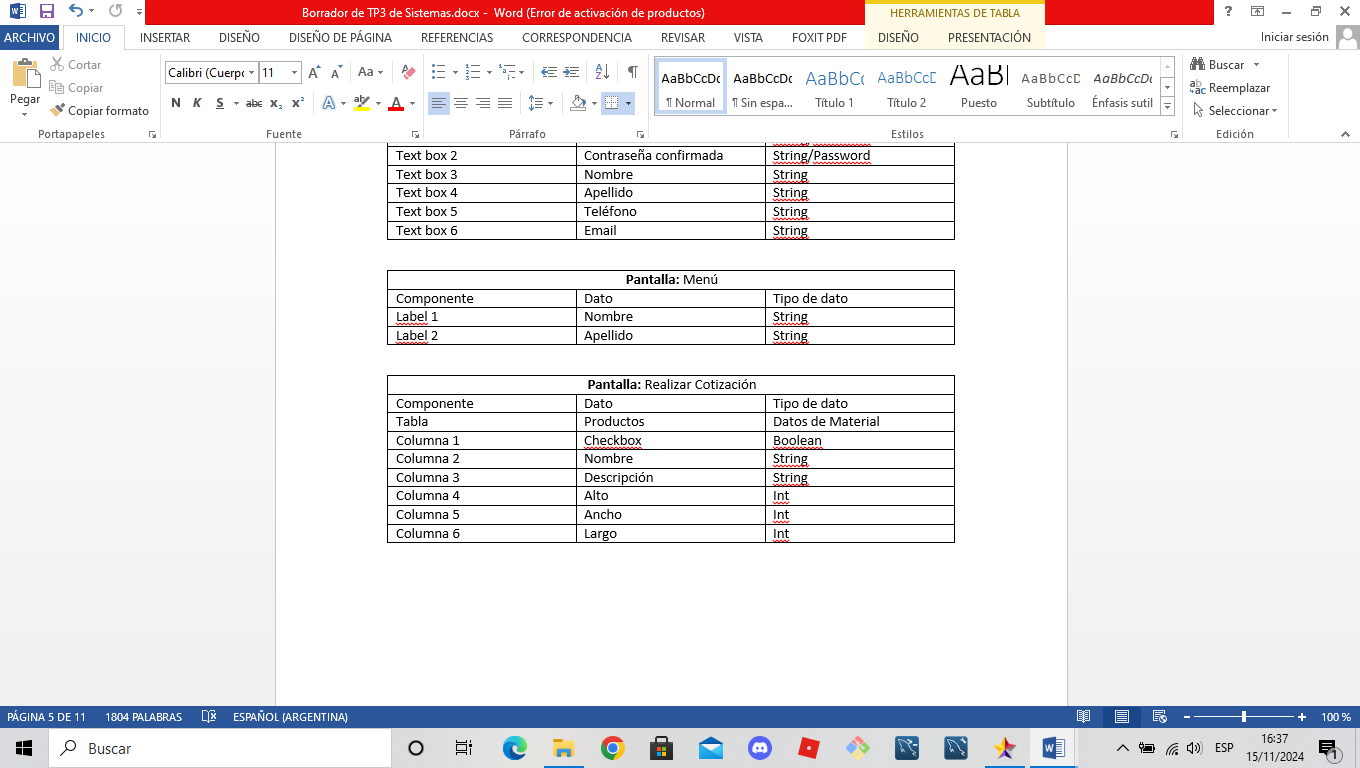 Borrador de TP3 de Sistemas.docx - Word (Error de activación de productos)
HERRAMIENTAS DE TABLA
?
ARCHIVO INICIO INSERTAR DISEÑO DISEÑO DE PÁGINA REFERENCIAS CORRESPONDENCIA REVISAR VISTA FOXIT PDF DISEÑO PRESENTACIÓN Iniciar sesión
Pegar
Cortar
Copiar
Copiar formato
Portapapeles
Calibri (Cuerpo 11
Aa
N K S abc x₂ x²
Fuente
Párrafo
AaBbCcDc AaBbCcDc AaBbCc AaBbCcD AaB AaBbCcD AaBbCcDc
¶ Normal ¶ Sin espa... Título 1 Título 2 Puesto Subtítulo Énfasis sutil
Estilos
Buscar
Reemplazar
Seleccionar
Edición
Text box 2 Contraseña confirmada String/Password
Text box 3 Nombre String
Text box 4 Apellido String
Text box 5 Teléfono String
Text box 6 Email String
Pantalla: Menú
Componente Dato Tipo de dato
Label 1 Nombre String
Label 2 Apellido String
Pantalla: Realizar Cotización
Componente Dato Tipo de dato
Tabla Productos Datos de Material
Columna 1 Checkbox Boolean
Columna 2 Nombre String
Columna 3 Descripción String
Columna 4 Alto Int
Columna 5 Ancho Int
Columna 6 Largo Int
PÁGINA 5 DE 11 1804 PALABRAS ESPAÑOL (ARGENTINA) 100 %
Buscar
ESP
16:37
15/11/2024
1